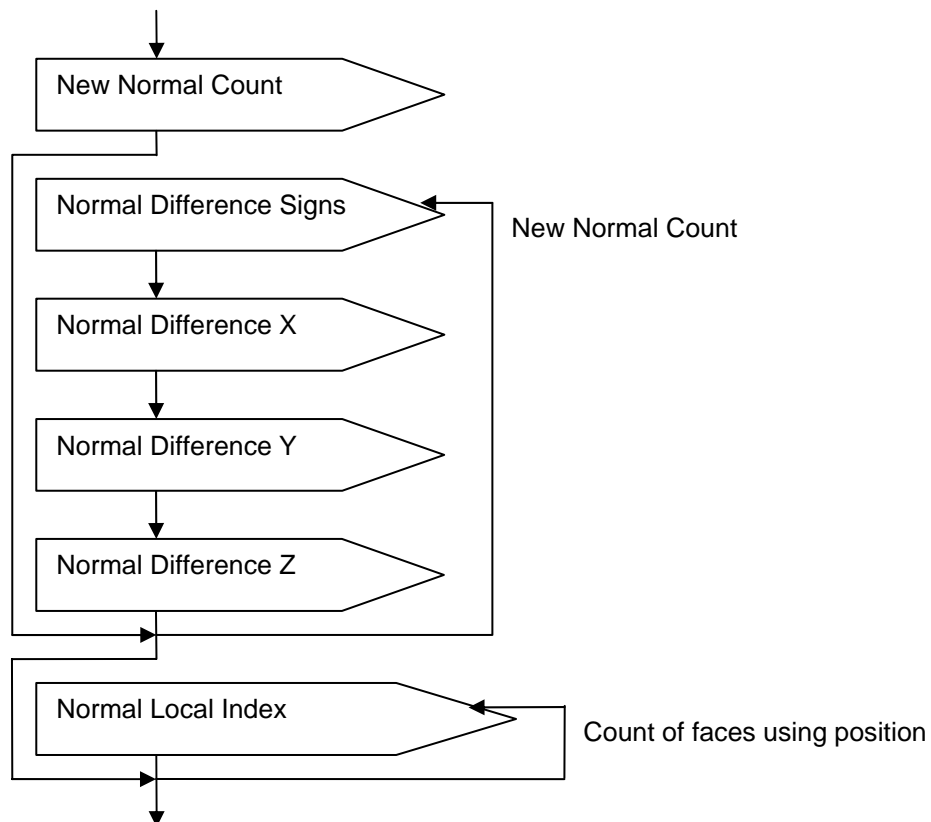 New Normal Count
Normal Difference Signs
New Normal Count
Normal Difference X
Normal Difference Y
Normal Difference Z
Normal Local Index
Count of faces using position